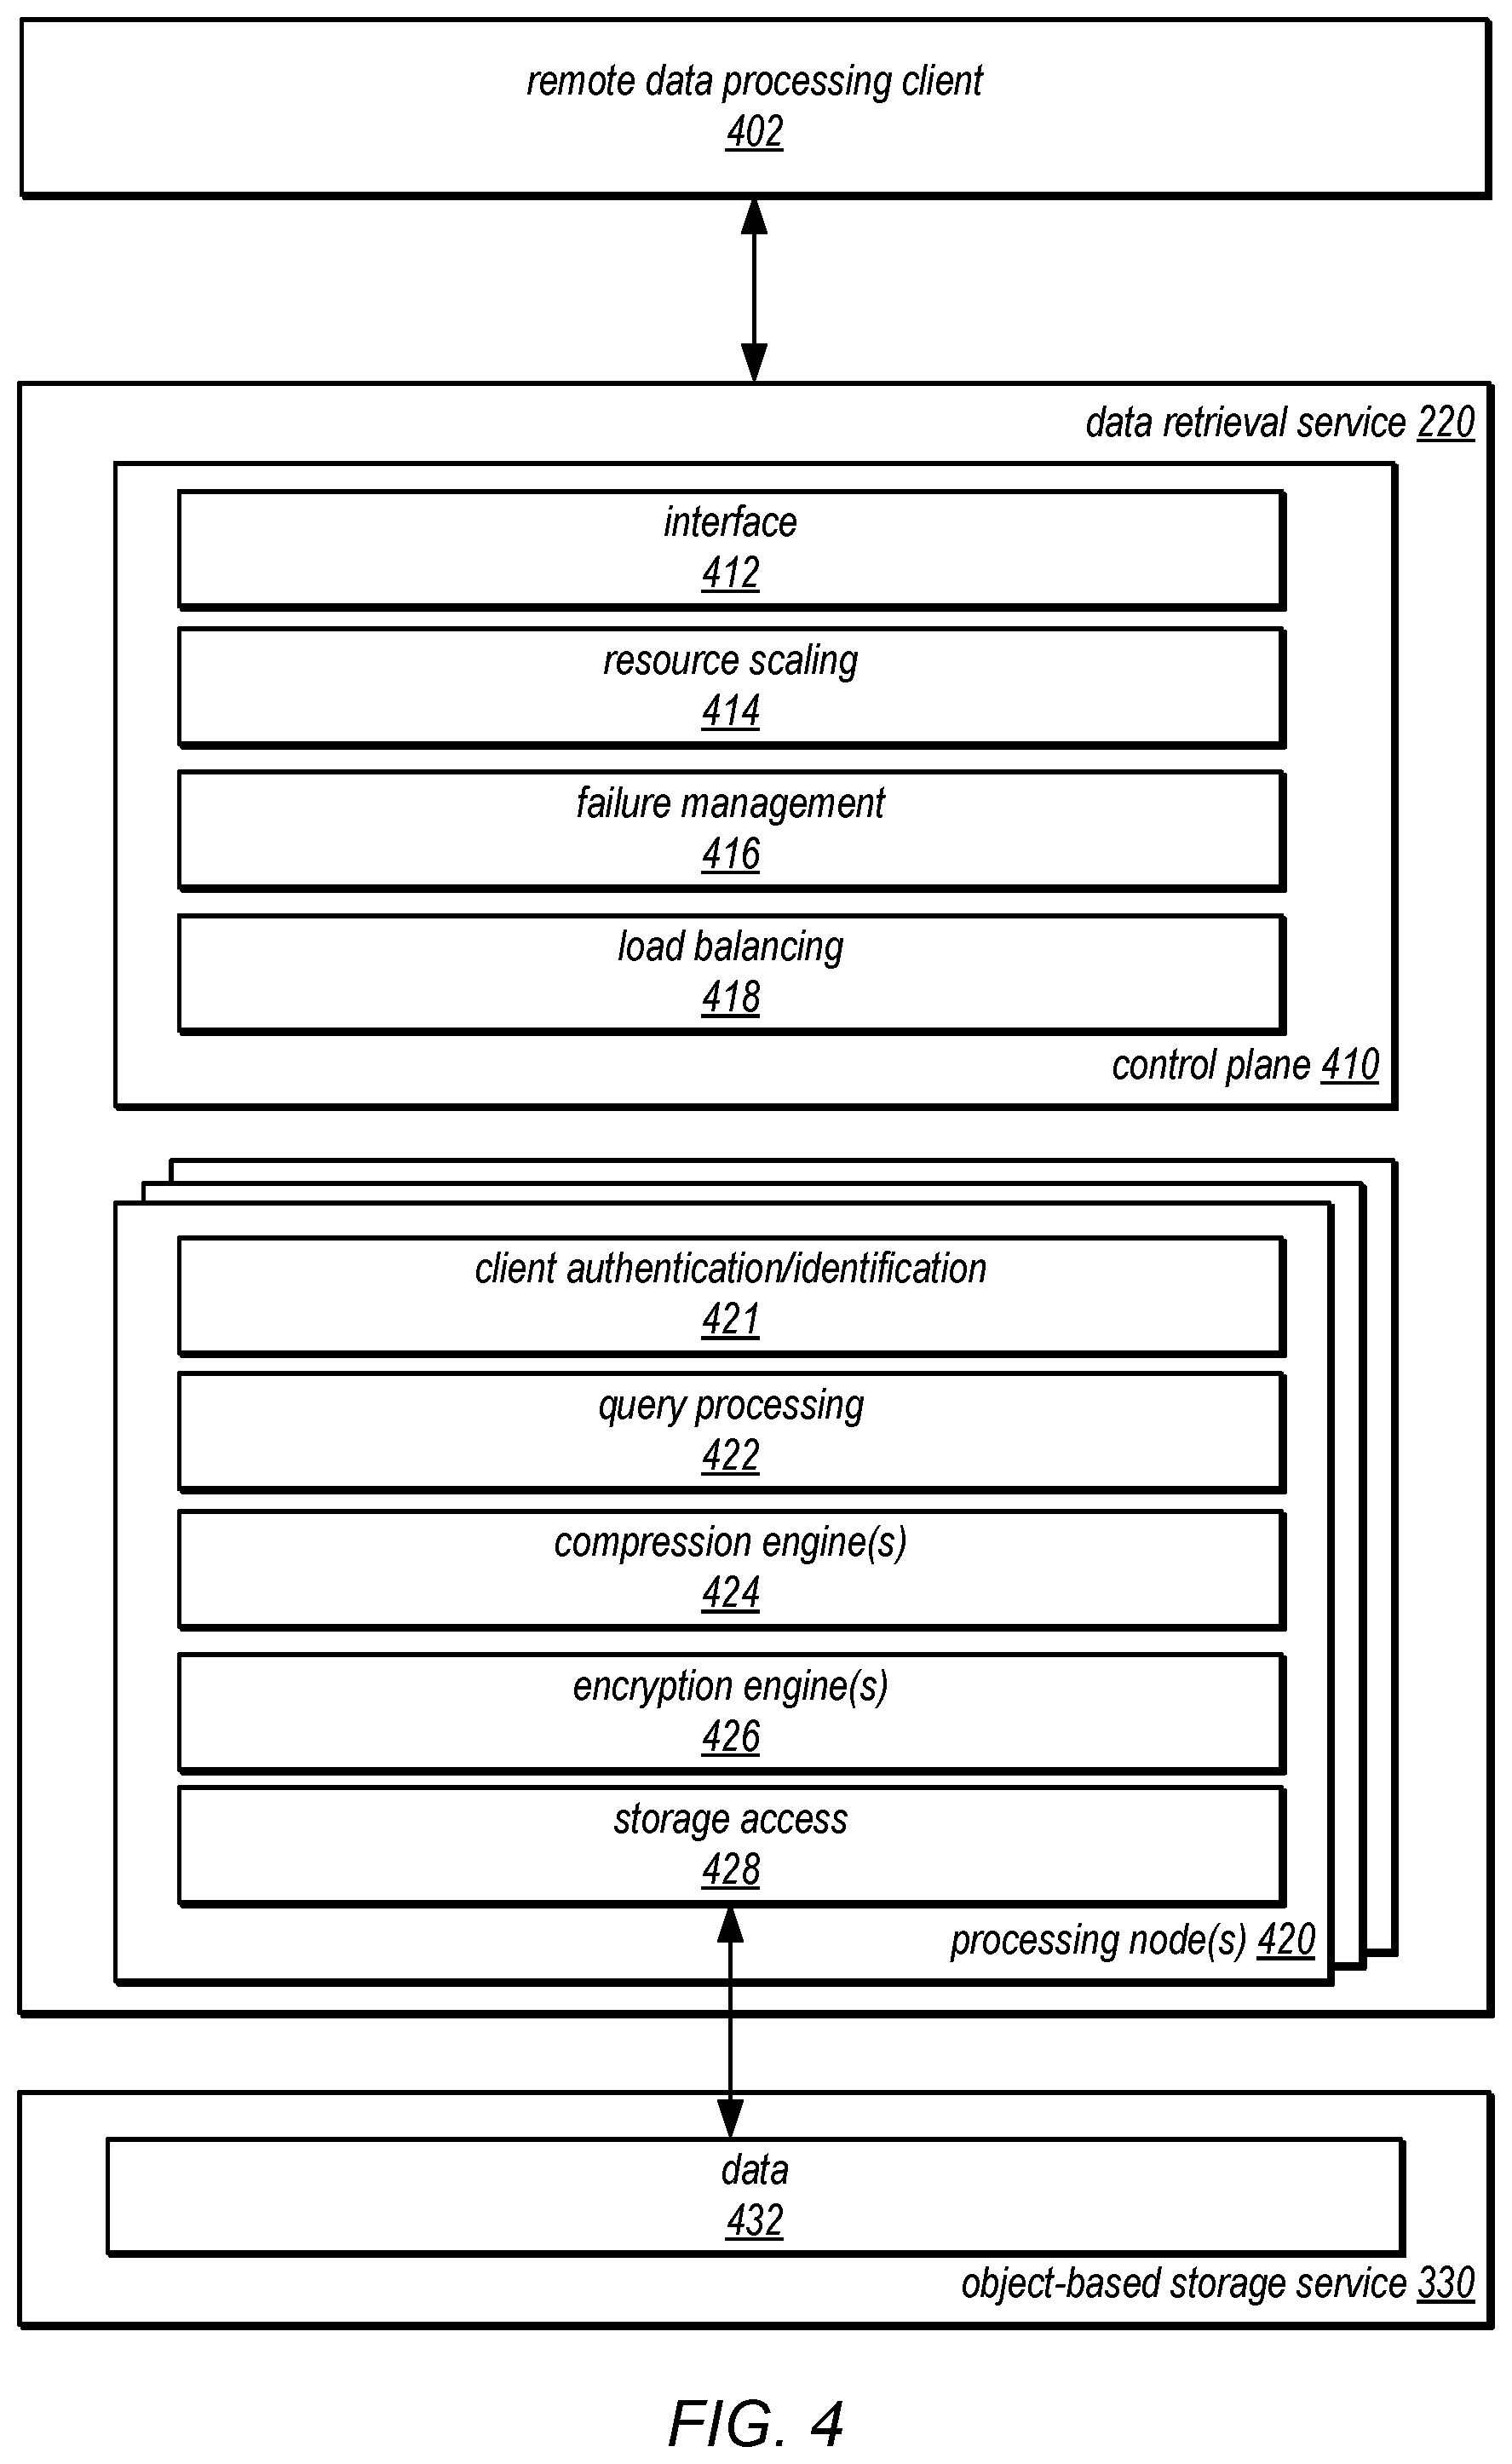 remote data processing client
402
data retrieval service 220
interface
412
resource scaling
414
failure management
416
load balancing
418
control plane 410
client authentication/identification
421
query processing
422
compression engine(s)
424
encryption engine(s)
426
storage access
428
processing node(s) 420
data
432
object-based storage service 330
FIG. 4